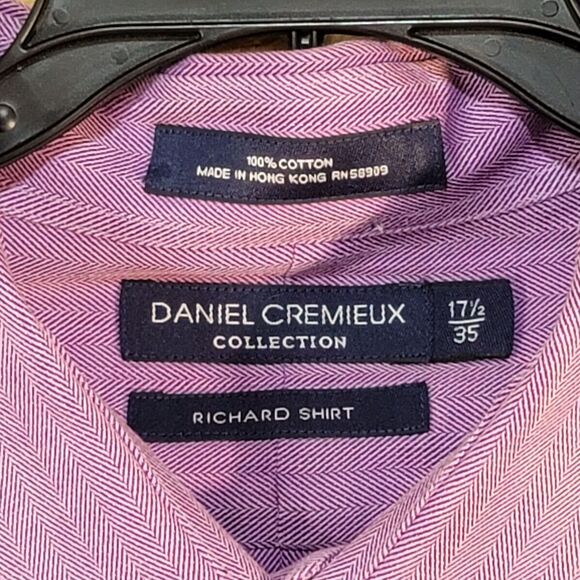 100% COTTON
MADE IN HONG KONG RN58909
DANIEL CREMIEUX
COLLECTION
17½
35
RICHARD SHIRT